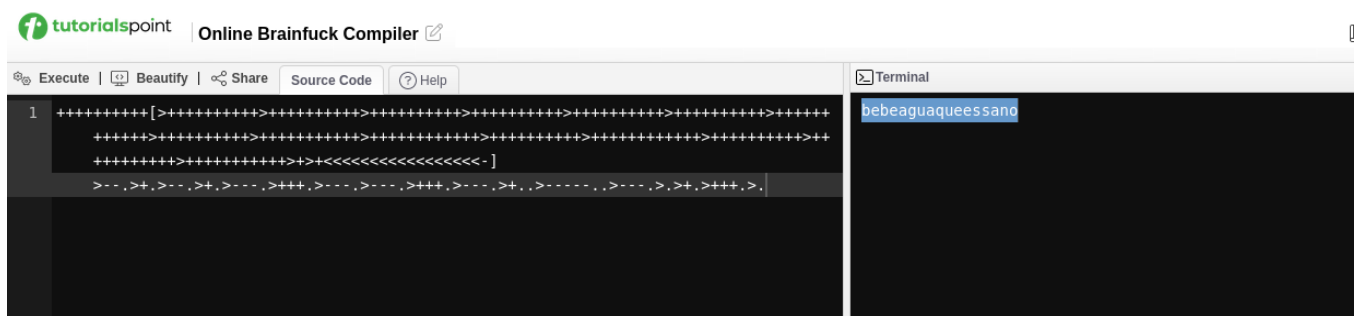 tutorialspoint
Online Brainfuck Compiler
Execute | Beautify | Share Source Code Help
Terminal
1 ++++++++++[>++++++++++>++++++++++>++++++++++>++++++++++>++++++++++>++++++++++>++++++
++++++>++++++++++>+++++++++++>++++++++++++>++++++++++>++++++++++++>++++++++++>++
+++++++++>+++++++++++>+>+<<<<<<<<<<<<<<<<<-]
>--.>+.>--.>+.>---.>+++.>---.>---.>+++.>---.>+..>-----..>---.>.>+.>+++.>.
bebeaguaqueessano